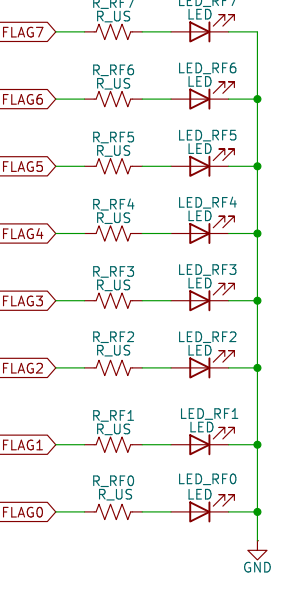 R_RF7 LED_RF7
R_US LED
FLAG7
R_RF6 LED_RF6
R_US LED
FLAG6
R_RF5 LED_RF5
R_US LED
FLAG5
R_RF4 LED_RF4
R_US LED
FLAG4
R_RF3 LED_RF3
R_US LED
FLAG3
R_RF2 LED_RF2
R_US LED
FLAG2
R_RF1 LED_RF1
R_US LED
FLAG1
R_RF0 LED_RF0
R_US LED
FLAG0
GND